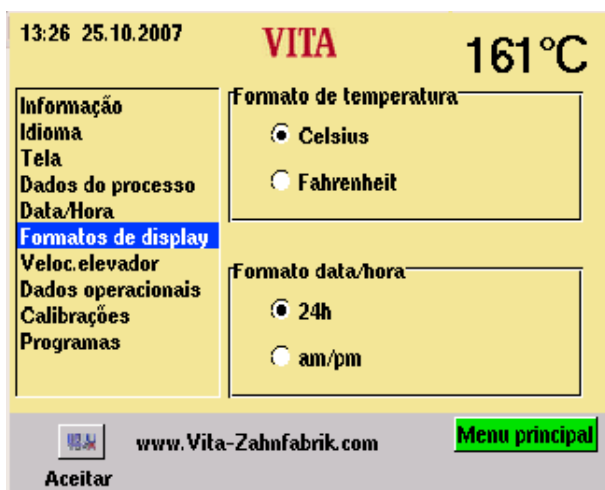 13:26 25.10.2007
VITA
161°C
Informação
Idioma
Tela
Dados do processo
Data/Hora
Formatos de display
Veloc.elevador
Dados operacionais
Calibrações
Programas
Formato de temperatura
Celsius
Fahrenheit
Formato data/hora
24h
am/pm
Aceitar
www.Vita-Zahnfabrik.com
Menu principal